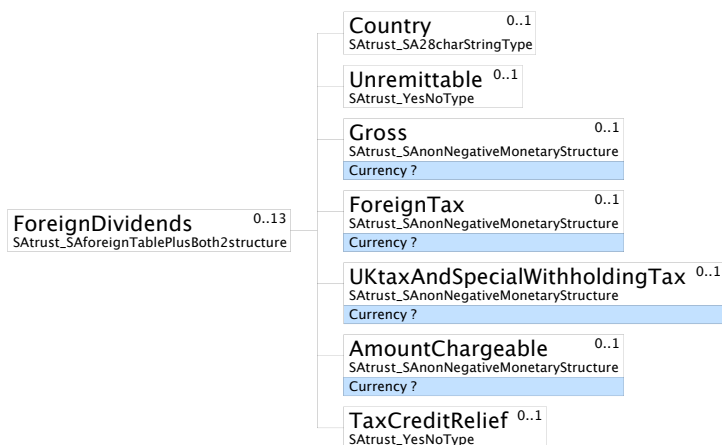 Country 0..1
SAtrust_SA28charStringType
Unremittable 0..1
SAtrust_YesNoType
Gross 0..1
SAtrust_SAnonNegativeMonetaryStructure
Currency ?
ForeignDividends 0..13
SAtrust_SAforeignTablePlusBoth2structure
ForeignTax 0..1
SAtrust_SAnonNegativeMonetaryStructure
Currency ?
UKtaxAndSpecialWithholdingTax 0..1
SAtrust_SAnonNegativeMonetaryStructure
Currency ?
AmountChargeable 0..1
SAtrust_SAnonNegativeMonetaryStructure
Currency ?
TaxCreditRelief 0..1
SAtrust_YesNoType